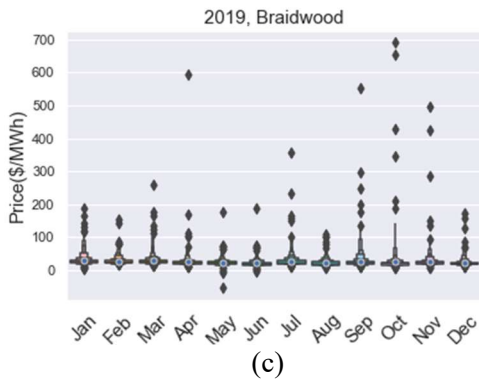 2019, Braidwood
700
600
500
400
300
200
100
0
Price($/MWh)
Jan Feb Mar Apr May Jun Jul Aug Sep Oct Nov Dec
(c)